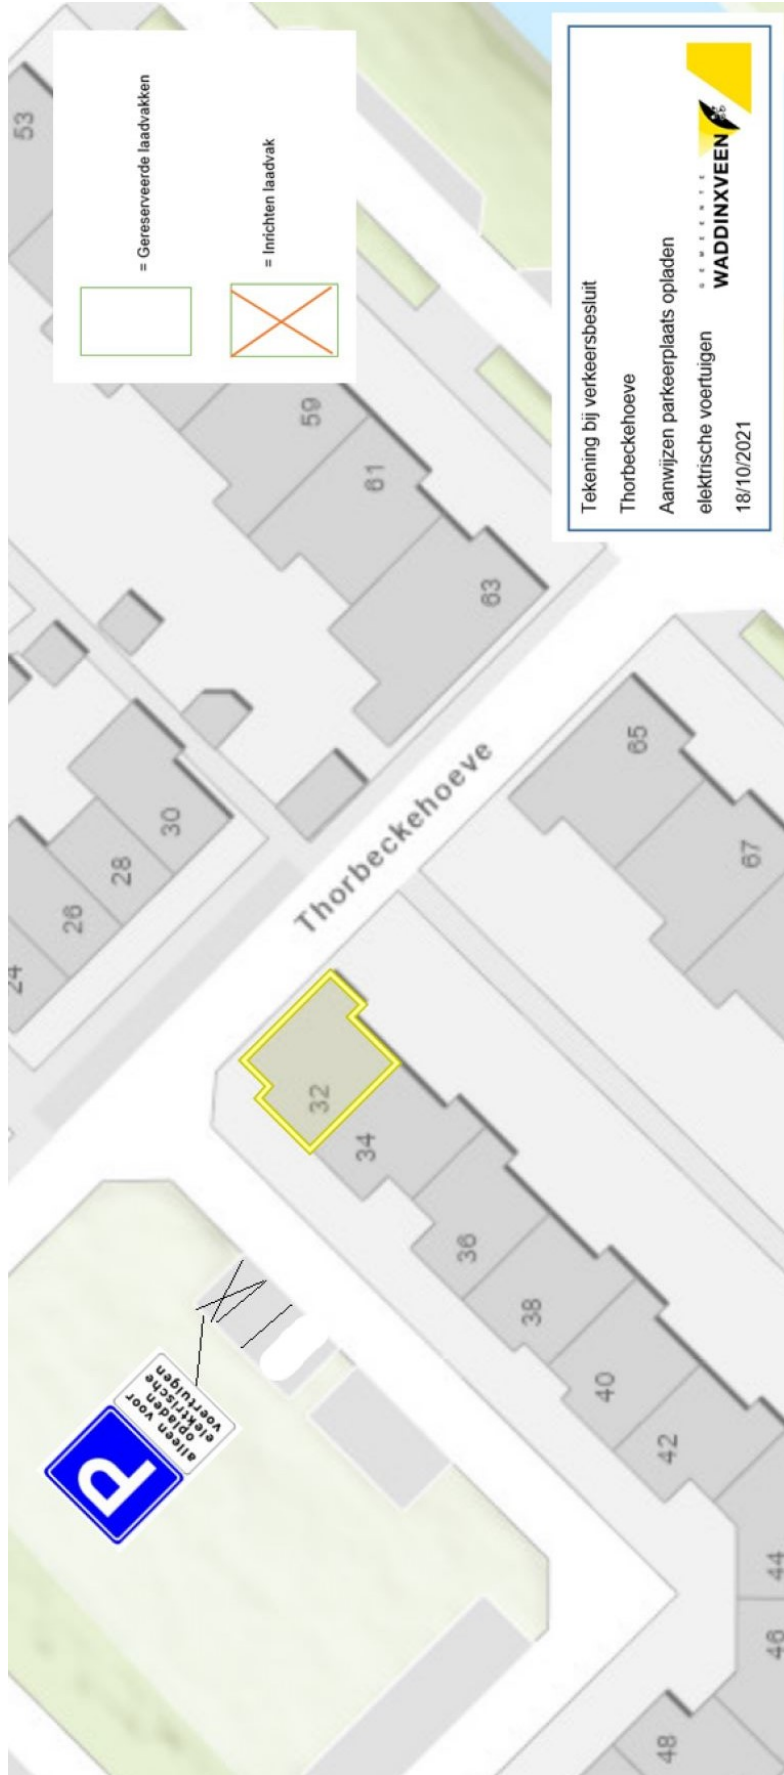 = Gereserveerde laadvakken
= Inrichten laadvak
Tekening bij verkeersbesluit
Thorbeckehoeve
Aanwijzen parkeerplaats opladen
elektrische voertuigen
18/10/2021
GEMEENTE
WADDINXVEEN
Thorbeckehoeve
P
alleen voor
opladen
elektrische
voertuigen
53
59
61
63
65
67
24
26
28
30
32
34
36
38
40
42
44
46
48